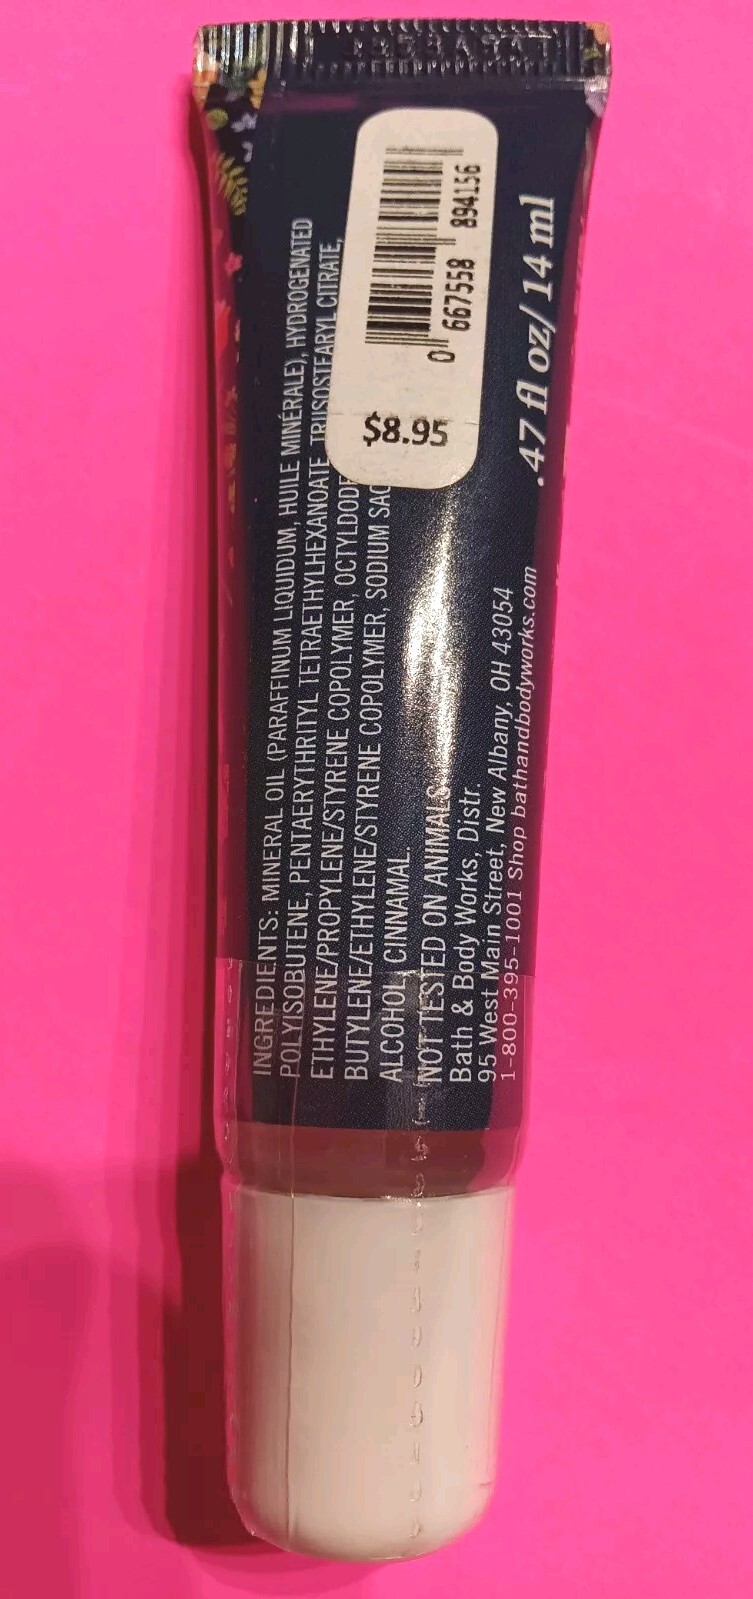 INGREDIENTS: MINERAL OIL (PARAFFINUM LIQUIDUM, HUILE MINÉRALE), HYDROGENATED
POLYISOBUTENE, PENTAERYTHRITYL TETRAETHYLHEXANOATE, TRIISOSTEARYL CITRATE,
ETHYLENE/PROPYLENE/STYRENE COPOLYMER,
BUTYLENE/ETHYLENE/STYRENE COPOLYMER, SODIUM
ALCOHOL, CINNAMAL.
NOT TESTED ON ANIMALS
Bath & Body Works, Distr.
95 West Main Street, New Albany, OH 43054
1-800-395-1001 Shop bathandbodyworks.com
.47 fl oz/ 14 ml
0 667558 894156
$8.95